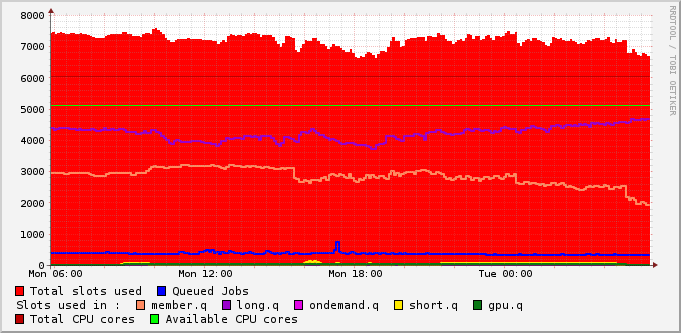 8000
7000
6000
5000
4000
3000
2000
1000
0
Mon 06:00 Mon 12:00 Mon 18:00 Tue 00:00
Total slots used Queued Jobs
Slots used in : member.q long.q ondemand.q short.q gpu.q
Total CPU cores Available CPU cores
RRDTOOL / TOBI OETIKER